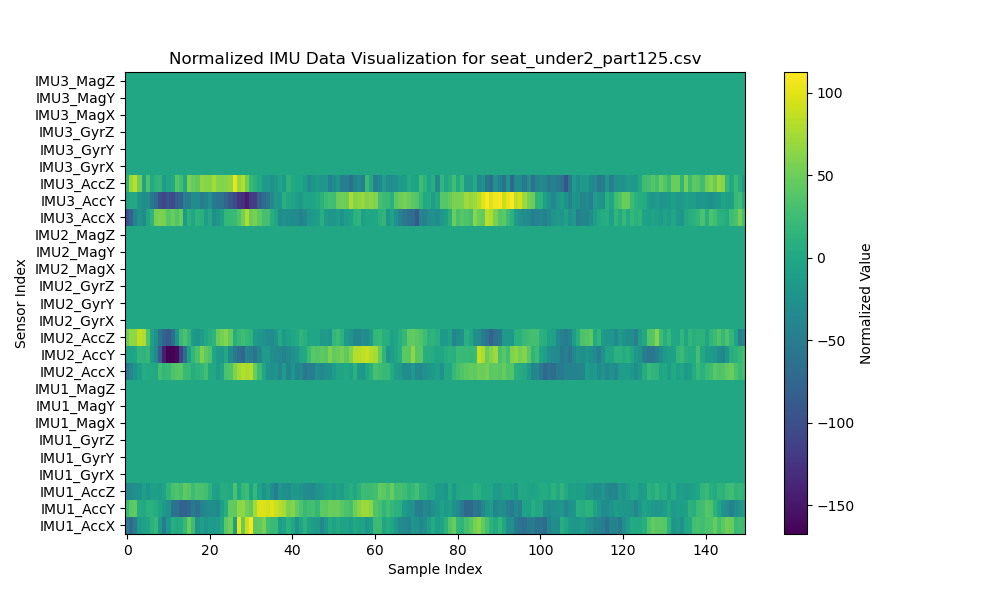 Normalized IMU Data Visualization for seat_under2_part125.csv
IMU3_MagZ
IMU3_MagY
IMU3_MagX
IMU3_GyrZ
IMU3_GyrY
IMU3_GyrX
IMU3_AccZ
IMU3_AccY
IMU3_AccX
IMU2_MagZ
IMU2_MagY
IMU2_MagX
IMU2_GyrZ
IMU2_GyrY
IMU2_GyrX
IMU2_AccZ
IMU2_AccY
IMU2_AccX
IMU1_MagZ
IMU1_MagY
IMU1_MagX
IMU1_GyrZ
IMU1_GyrY
IMU1_GyrX
IMU1_AccZ
IMU1_AccY
IMU1_AccX
Sensor Index
0 20 40 60 80 100 120 140
Sample Index
100
50
0
−50
−100
−150
Normalized Value